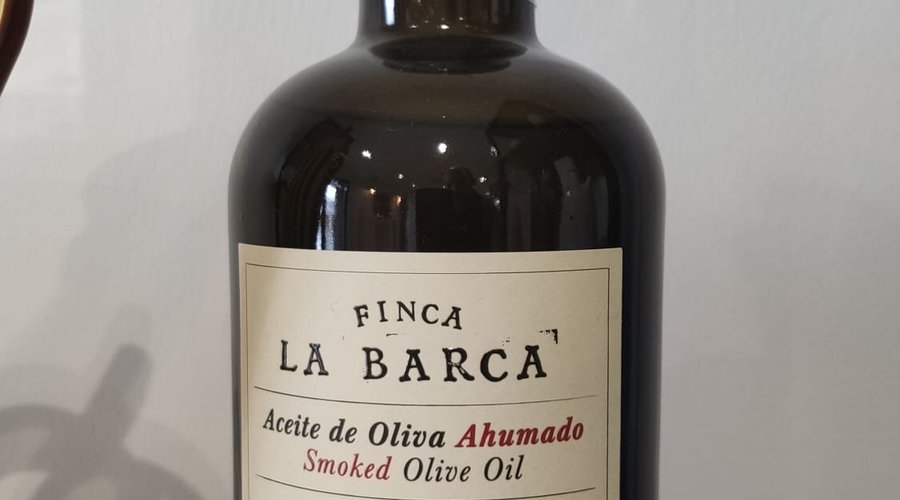 FINCA
LA BARCA
Aceite de Oliva Ahumado
Smoked Olive Oil